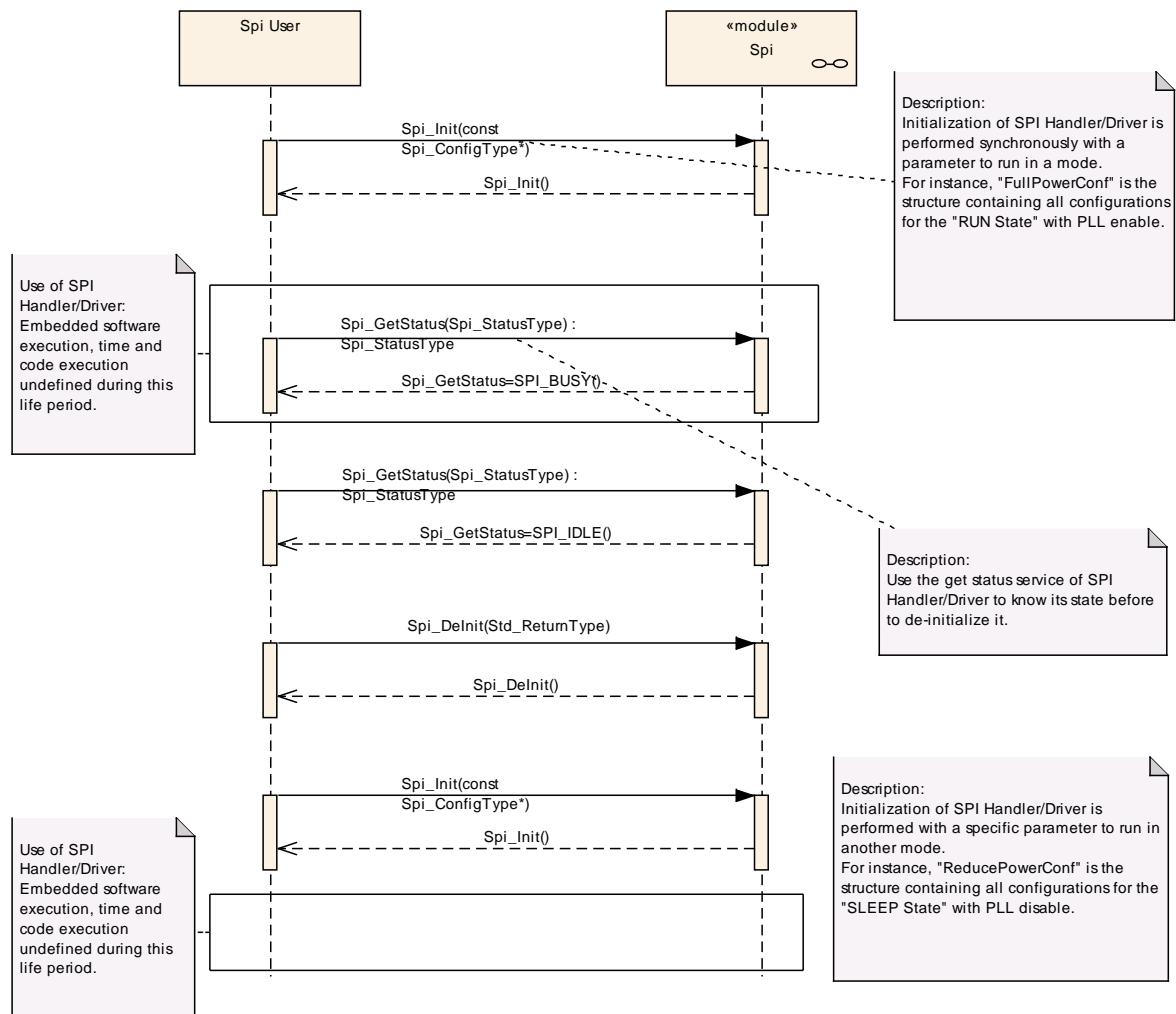 Spi User
«module»
Spi
Description:
Initialization of SPI Handler/Driver is
performed synchronously with a
parameter to run in a mode.
For instance, "FullPowerConf" is the
structure containing all configurations
for the "RUN State" with PLL enable.
Spi_Init(const
Spi_ConfigType*)
Spi_Init()
Use of SPI
Handler/Driver:
Embedded software
execution, time and
code execution
undefined during this
life period.
Spi_GetStatus(Spi_StatusType) :
Spi_StatusType
Spi_GetStatus=SPI_BUSY()
Spi_GetStatus(Spi_StatusType) :
Spi_StatusType
Spi_GetStatus=SPI_IDLE()
Description:
Use the get status service of SPI
Handler/Driver to know its state before
to de-initialize it.
Spi_DeInit(Std_ReturnType)
Spi_DeInit()
Spi_Init(const
Spi_ConfigType*)
Spi_Init()
Description:
Initialization of SPI Handler/Driver is
performed with a specific parameter to run in
another mode.
For instance, "ReducePowerConf" is the
structure containing all configurations for the
"SLEEP State" with PLL disable.
Use of SPI
Handler/Driver:
Embedded software
execution, time and
code execution
undefined during this
life period.